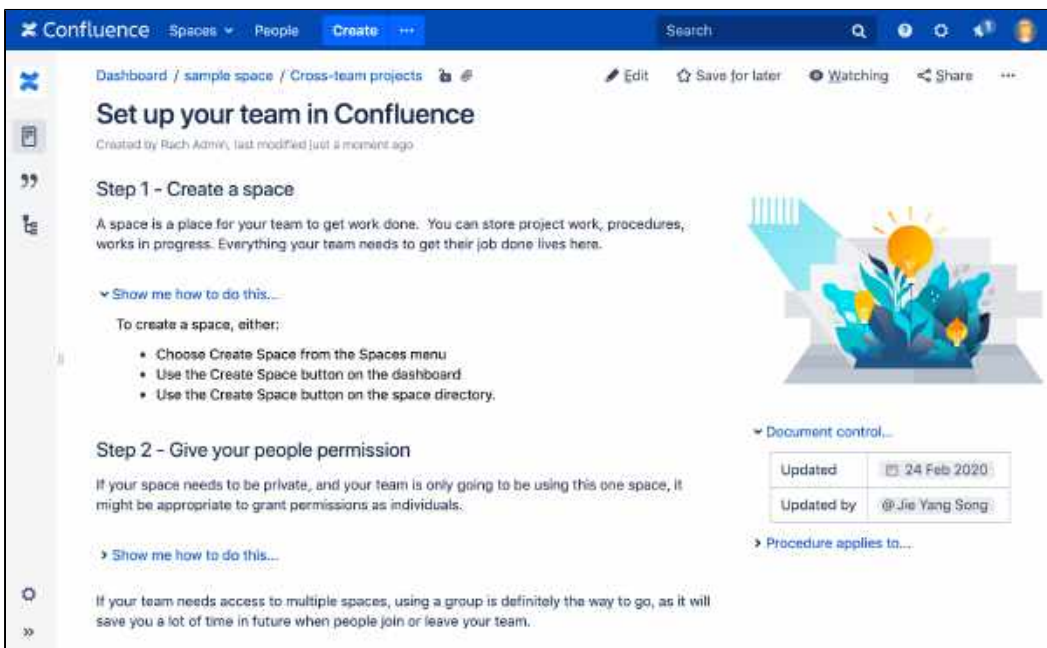 Confluence Spaces People Create ... Search
Dashboard / sample space / Cross-team projects Edit Save for later Watching Share ...
Set up your team in Confluence
Created by Rach Admin, last modified just a moment ago
Step 1 - Create a space
A space is a place for your team to get work done. You can store project work, procedures,
works in progress. Everything your team needs to get their job done lives here.
Show me how to do this...
To create a space, either:
• Choose Create Space from the Spaces menu
• Use the Create Space button on the dashboard
• Use the Create Space button on the space directory.
Step 2 - Give your people permission
If your space needs to be private, and your team is only going to be using this one space, it
might be appropriate to grant permissions as individuals.
Show me how to do this...
If your team needs access to multiple spaces, using a group is definitely the way to go, as it will
save you a lot of time in future when people join or leave your team.
Document control...
Updated 24 Feb 2020
Updated by @Jie Yang Song
Procedure applies to...